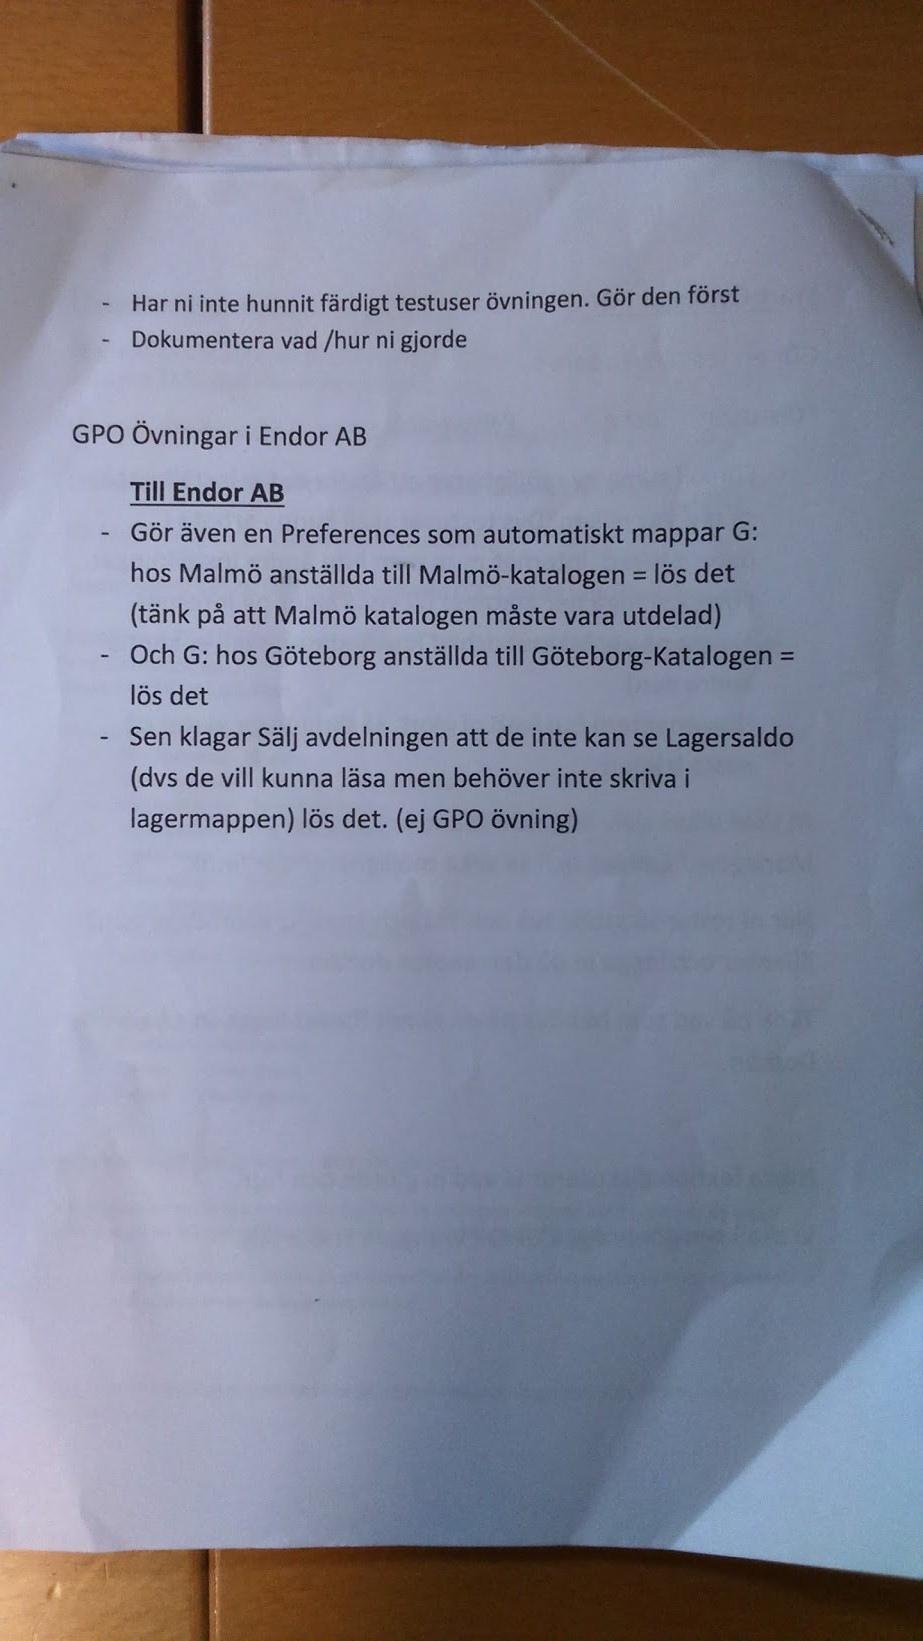 - Har ni inte hunnit färdigt testuser övningen. Gör den först
- Dokumentera vad /hur ni gjorde
GPO Övningar i Endor AB
Till Endor AB
- Gör även en Preferences som automatiskt mappar G:
hos Malmö anställda till Malmö-katalogen = lös det
(tänk på att Malmö katalogen måste vara utdelad)
- Och G: hos Göteborg anställda till Göteborg-Katalogen =
lös det
- Sen klagar Sälj avdelningen att de inte kan se Lagersaldo
(dvs de vill kunna läsa men behöver inte skriva i
lagermappen) lös det. (ej GPO övning)